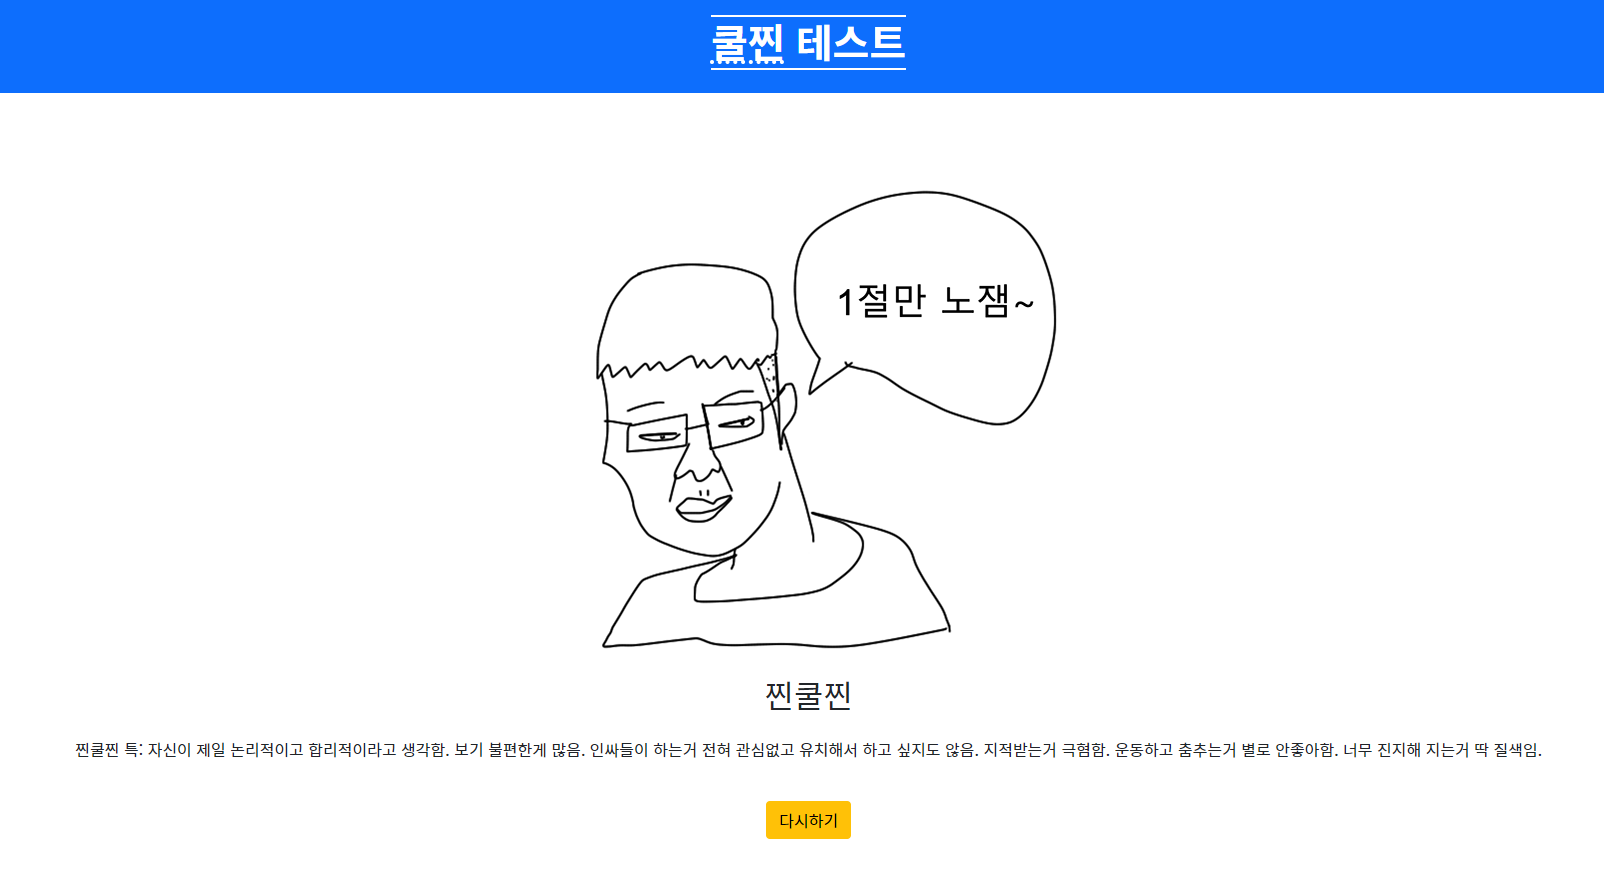 쿨찐 테스트
1절만 노잼~
찐쿨찐
찐쿨찐 특: 자신이 제일 논리적이고 합리적이라고 생각함. 보기 불편한게 많음. 인싸들이 하는거 전혀 관심없고 유치해서 하고 싶지도 않음. 지적받는거 극혐함. 운동하고 춤추는거 별로 안좋아함. 너무 진지해 지는거 딱 질색임.
다시하기